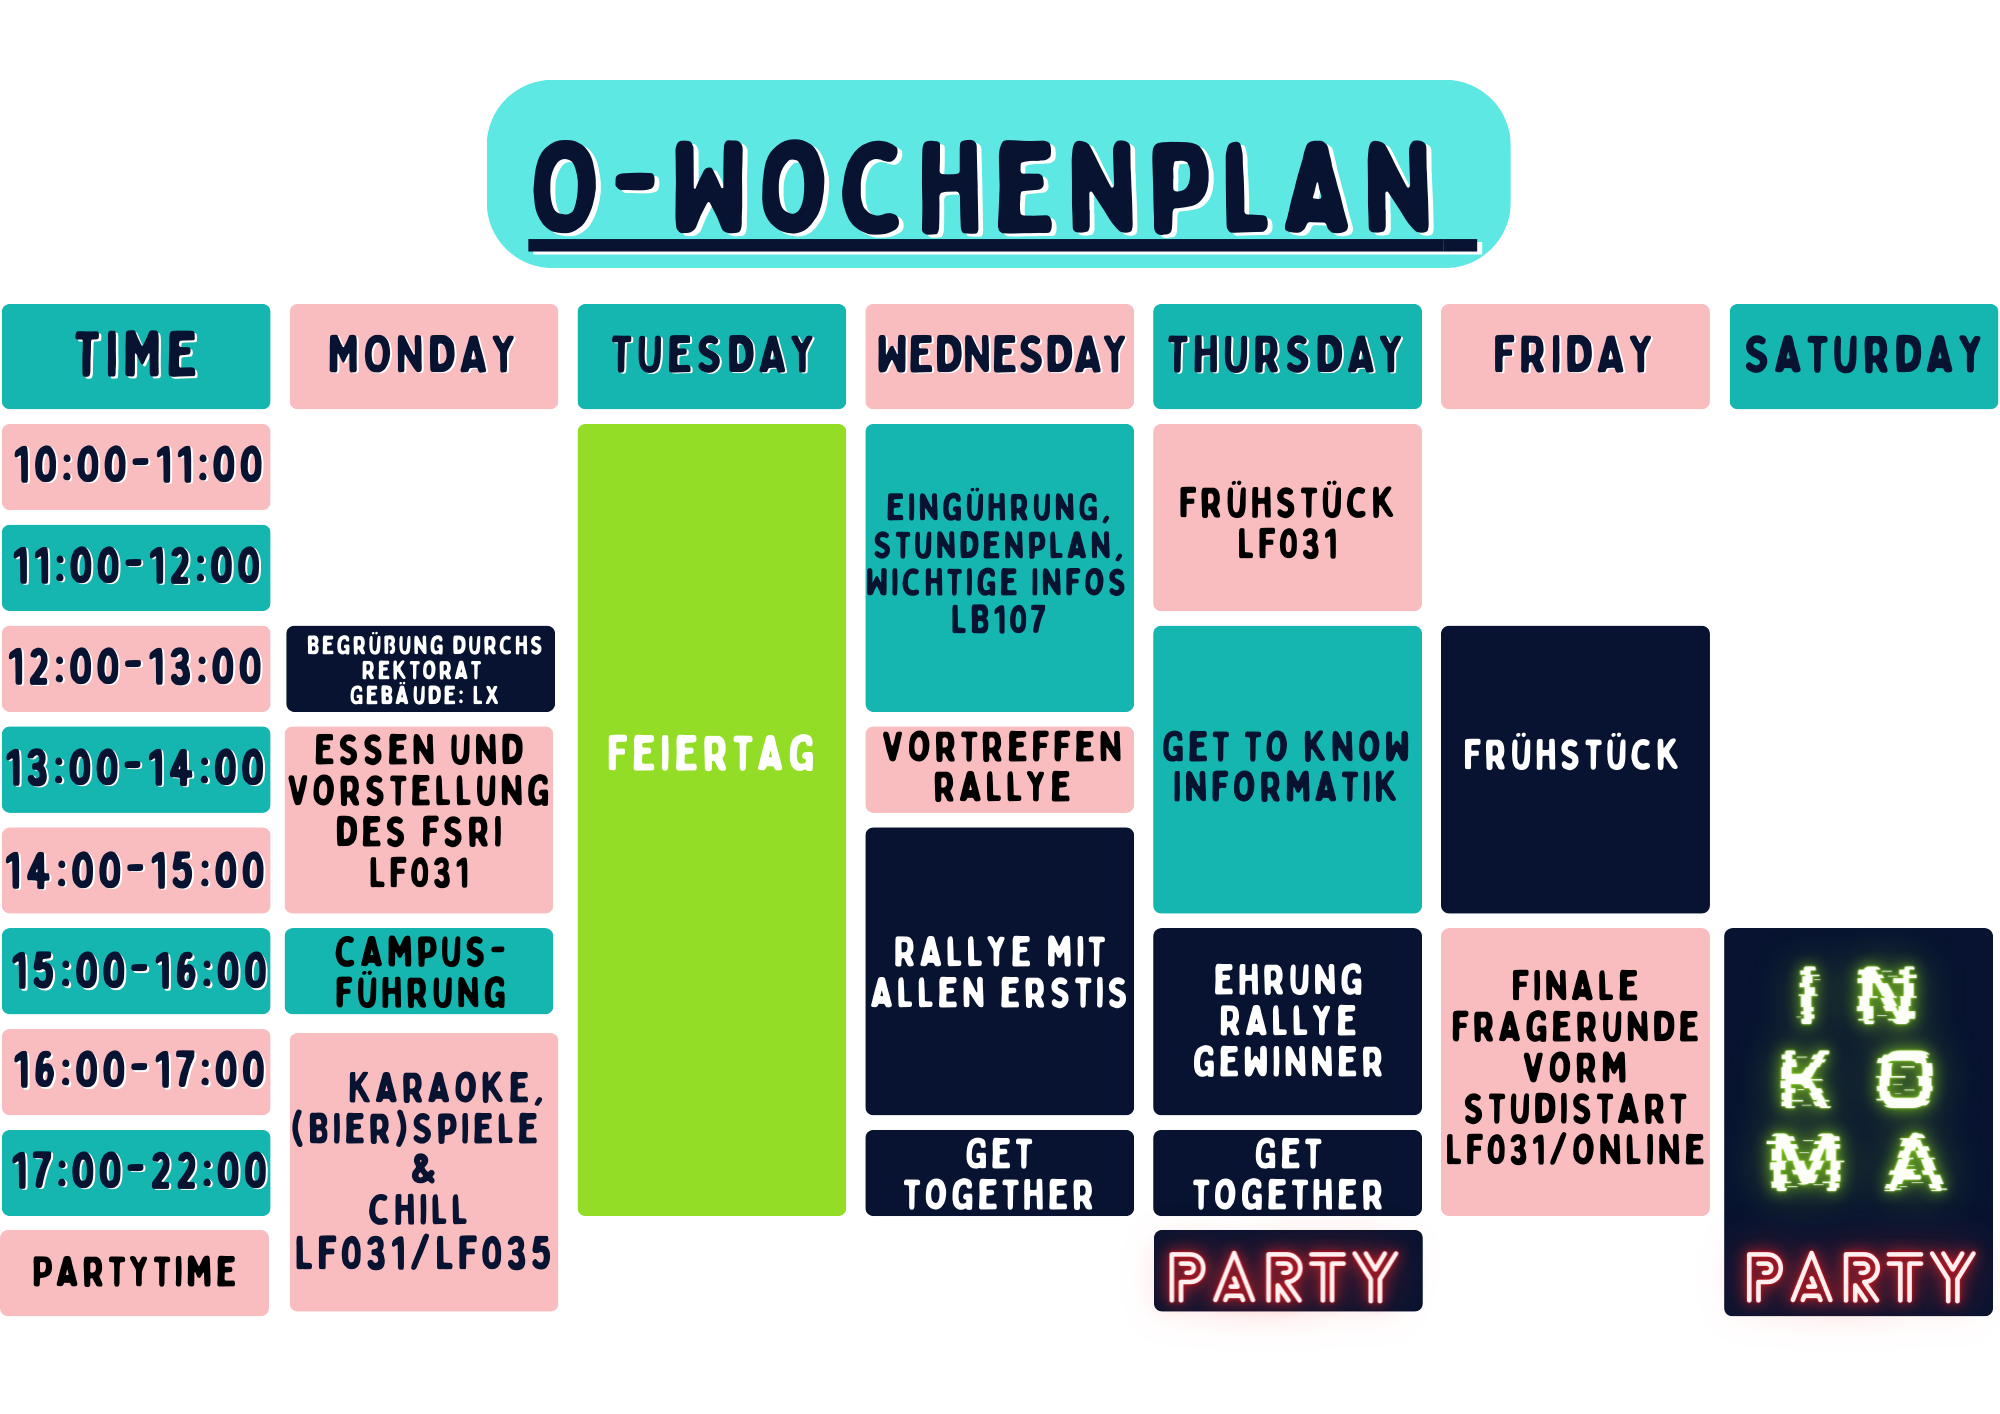 O-WOCHENPLAN
TIME
MONDAY
TUESDAY
WEDNESDAY
THURSDAY
FRIDAY
SATURDAY
10:00-11:00
11:00-12:00
12:00-13:00
13:00-14:00
14:00-15:00
15:00-16:00
16:00-17:00
17:00-22:00
PARTYTIME
BEGRÜßUNG DURCHS
REKTORAT
GEBÄUDE: LX
ESSEN UND
VORSTELLUNG
DES FSRI
LF031
CAMPUS-
FÜHRUNG
KARAOKE,
(BIER)SPIELE
&
CHILL
LF031/LF035
FEIERTAG
EINGÜHRUNG,
STUNDENPLAN,
WICHTIGE INFOS
LB107
VORTREFFEN
RALLYE
RALLYE MIT
ALLEN ERSTIS
GET
TOGETHER
FRÜHSTÜCK
LF031
GET TO KNOW
INFORMATIK
EHRUNG
RALLYE
GEWINNER
GET
TOGETHER
PARTY
FRÜHSTÜCK
FINALE
FRAGERUNDE
VORM
STUDISTART
LF031/ONLINE
IN
KO
MA
PARTY